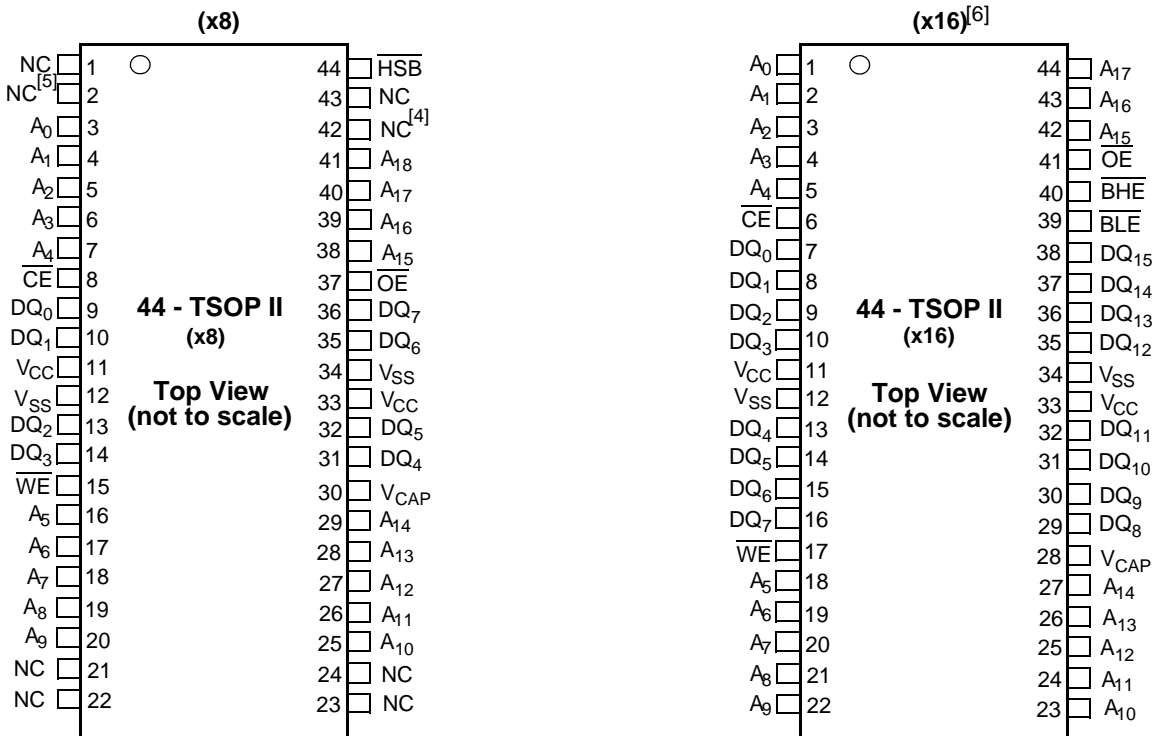 (x8)
NC 1 44 HSB
NC[5] 2 43 NC
A0 3 42 NC[4]
A1 4 41 A18
A2 5 40 A17
A3 6 39 A16
A4 7 38 A15
CE 8 37 OE
DQ0 9 36 DQ7
DQ1 10 35 DQ6
VCC 11 34 VSS
VSS 12 33 VCC
DQ2 13 32 DQ5
DQ3 14 31 DQ4
WE 15 30 VCAP
A5 16 29 A14
A6 17 28 A13
A7 18 27 A12
A8 19 26 A11
A9 20 25 A10
NC 21 24 NC
NC 22 23 NC
44 - TSOP II
(x8)
Top View
(not to scale)
(x16)[6]
A0 1 44 A17
A1 2 43 A16
A2 3 42 A15
A3 4 41 OE
A4 5 40 BHE
CE 6 39 BLE
DQ0 7 38 DQ15
DQ1 8 37 DQ14
DQ2 9 36 DQ13
DQ3 10 35 DQ12
VCC 11 34 VSS
VSS 12 33 VCC
DQ4 13 32 DQ11
DQ5 14 31 DQ10
DQ6 15 30 DQ9
DQ7 16 29 DQ8
WE 17 28 VCAP
A5 18 27 A14
A6 19 26 A13
A7 20 25 A12
A8 21 24 A11
A9 22 23 A10
44 - TSOP II
(x16)
Top View
(not to scale)